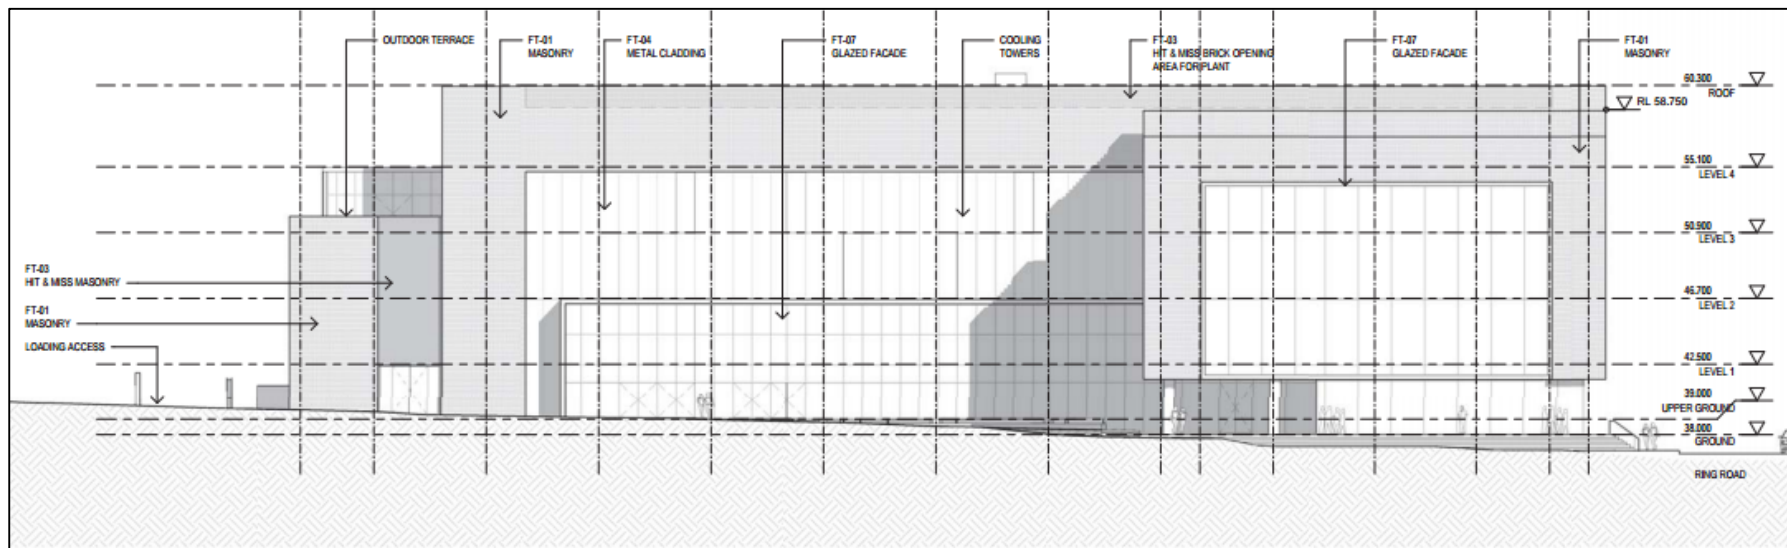 OUTDOOR TERRACE
FT-01
MASONRY
FT-04
METAL CLADDING
FT-07
GLAZED FACADE
COOLING
TOWERS
FT-03
HIT & MISS BRICK OPENING
AREA FOR PLANT
FT-07
GLAZED FACADE
FT-01
MASONRY
60.300
ROOF
RL 58.750
55.100
LEVEL 4
50.900
LEVEL 3
46.700
LEVEL 2
42.500
LEVEL 1
39.000
UPPER GROUND
38.000
GROUND
RING ROAD
FT-03
HIT & MISS MASONRY
FT-01
MASONRY
LOADING ACCESS